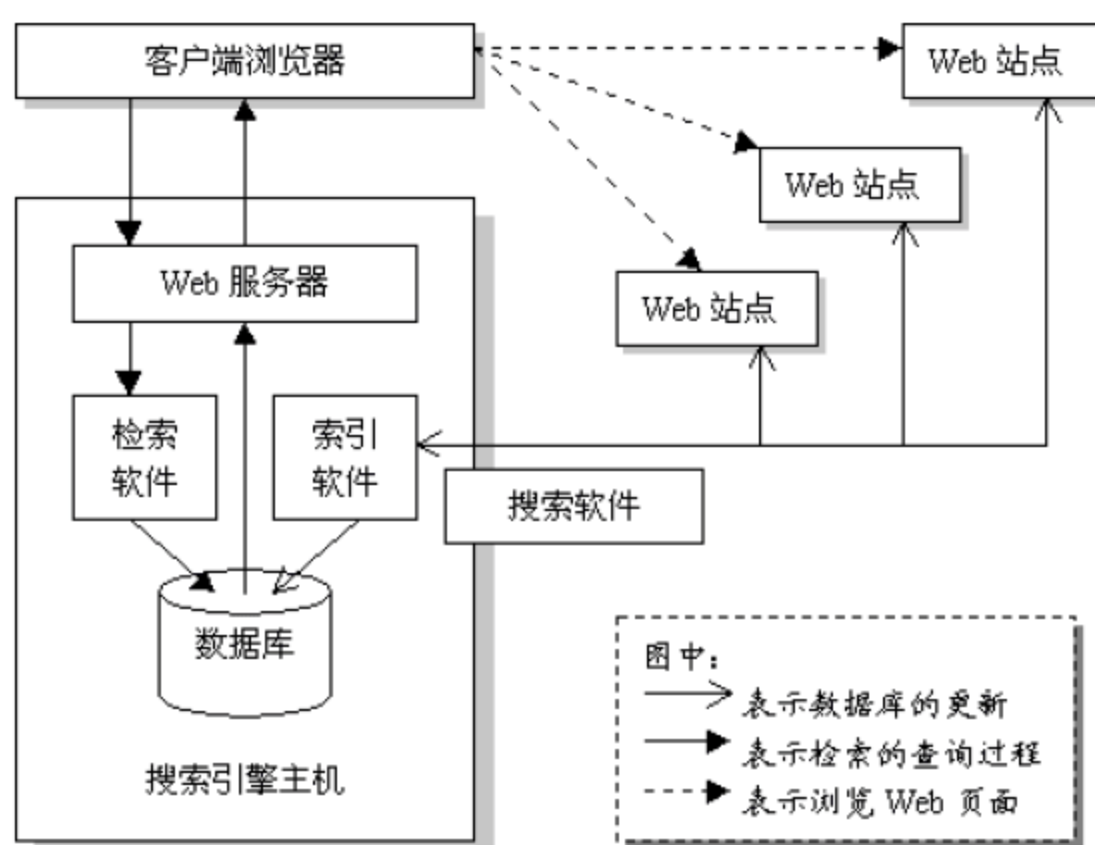 客户端浏览器
Web 站点
Web 站点
Web 站点
Web 服务器
检索
软件
索引
软件
搜索软件
数据库
搜索引擎主机
图中：
表示数据库的更新
表示检索的查询过程
表示浏览 Web 页面